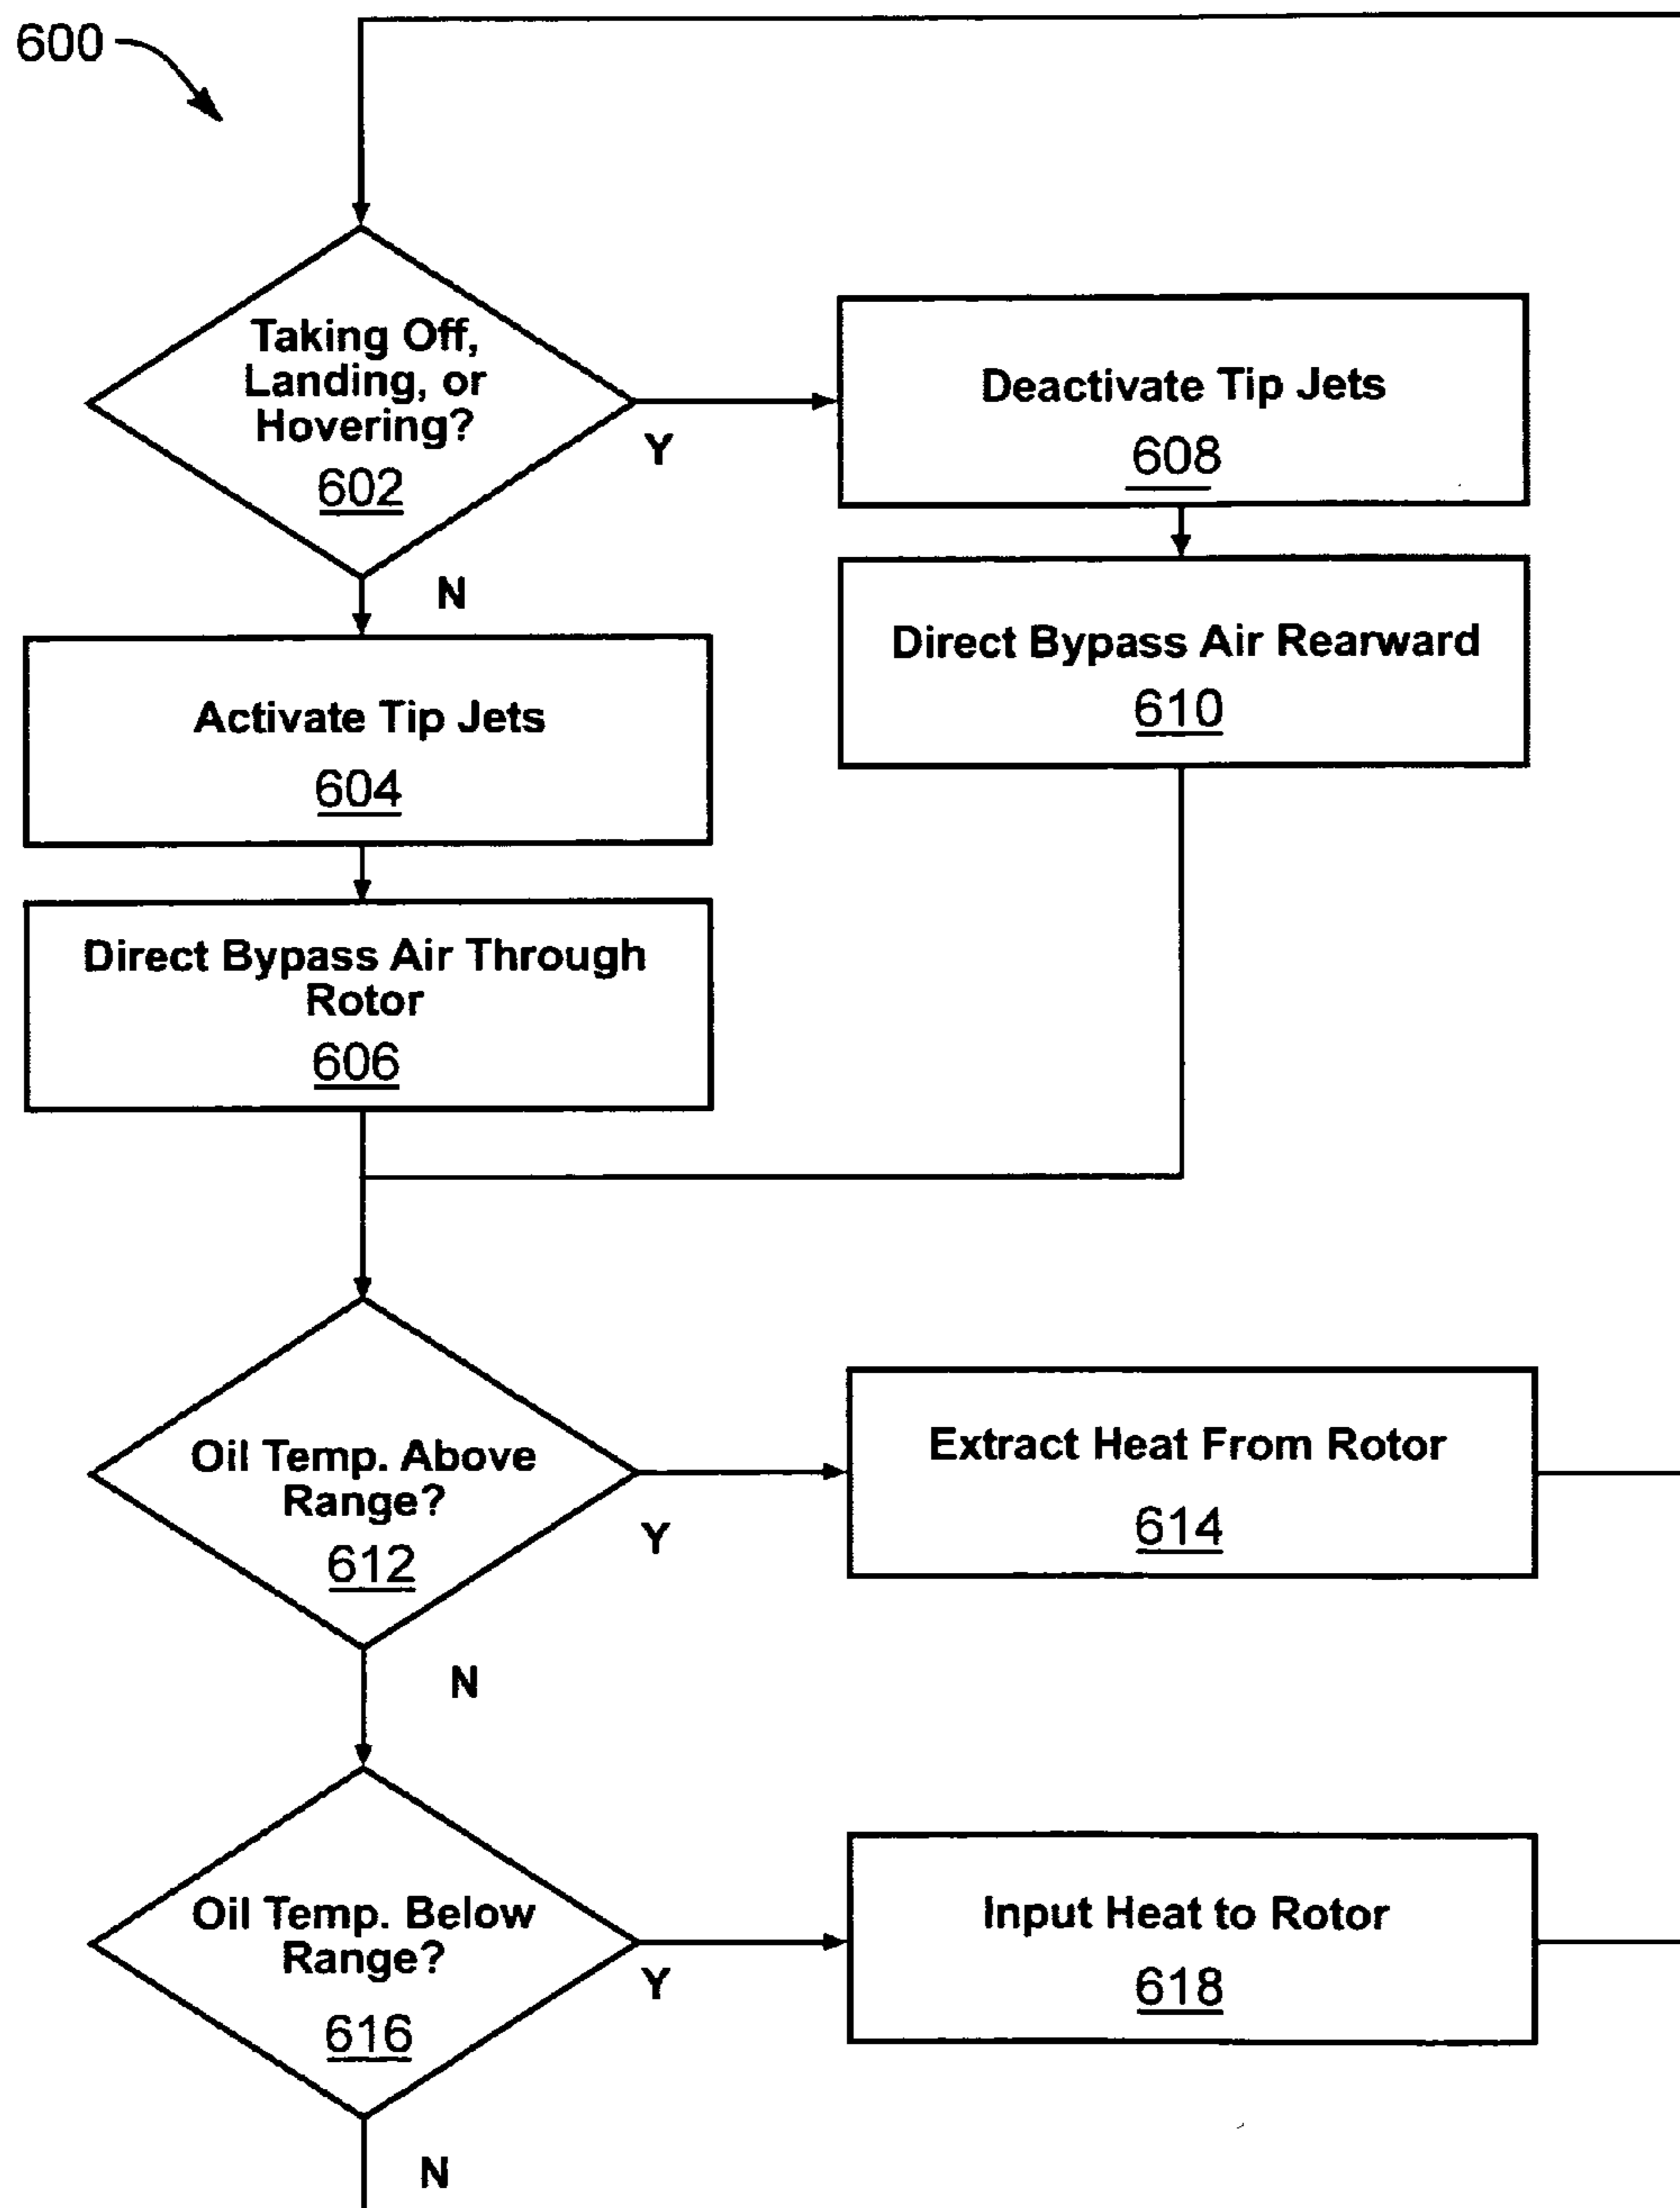 600
Taking Off,
Landing, or
Hovering?
602
Y
N
Deactivate Tip Jets
608
Direct Bypass Air Rearward
610
Activate Tip Jets
604
Direct Bypass Air Through
Rotor
606
Oil Temp. Above
Range?
612
Y
N
Extract Heat From Rotor
614
Oil Temp. Below
Range?
616
Y
N
Input Heat to Rotor
618